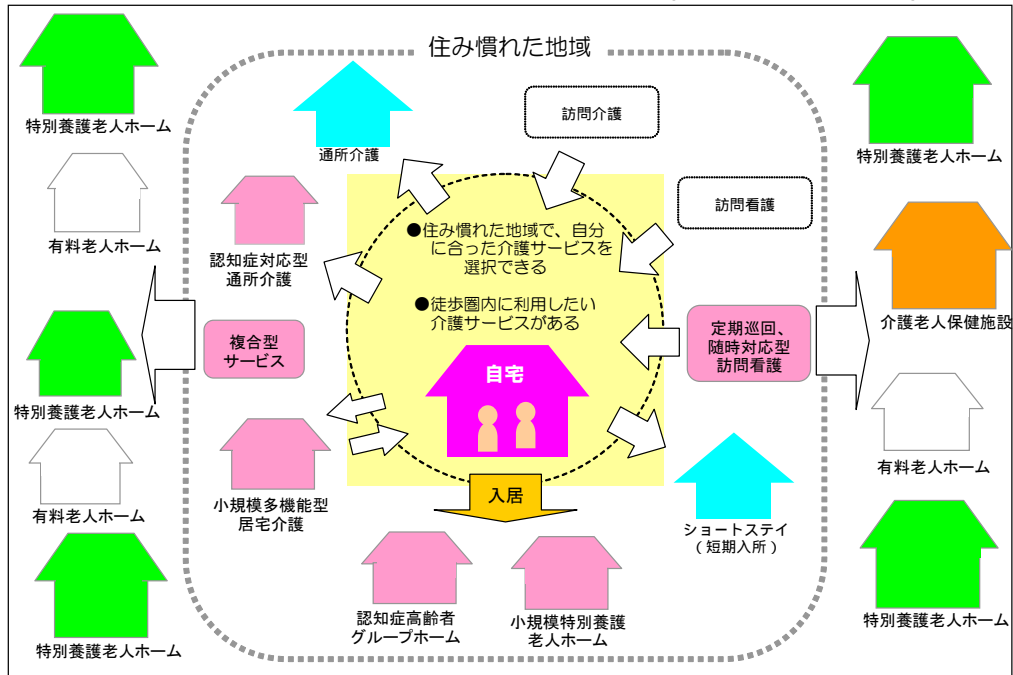 住み慣れた地域
特別養護老人ホーム
有料老人ホーム
特別養護老人ホーム
有料老人ホーム
特別養護老人ホーム
通所介護
訪問介護
訪問看護
認知症対応型
通所介護
●住み慣れた地域で、自分
に合った介護サービスを
選択できる
●徒歩圏内に利用したい
介護サービスがある
複合型
サービス
自宅
定期巡回、
随時対応型
訪問看護
小規模多機能型
居宅介護
入居
ショートステイ
(短期入所)
認知症高齢者
グループホーム
小規模特別養護
老人ホーム
特別養護老人ホーム
介護老人保健施設
有料老人ホーム
特別養護老人ホーム